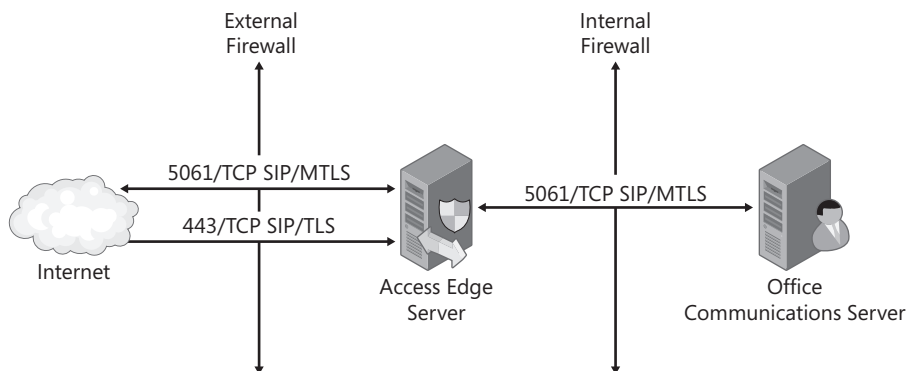 External
Firewall
Internal
Firewall
5061/TCP SIP/MTLS
443/TCP SIP/TLS
5061/TCP SIP/MTLS
Internet
Access Edge
Server
Office
Communications Server